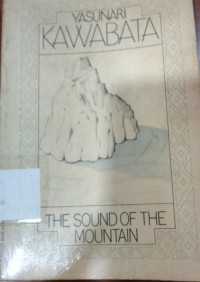 YASUNARI
KAWABATA
THE SOUND OF THE
MOUNTAIN